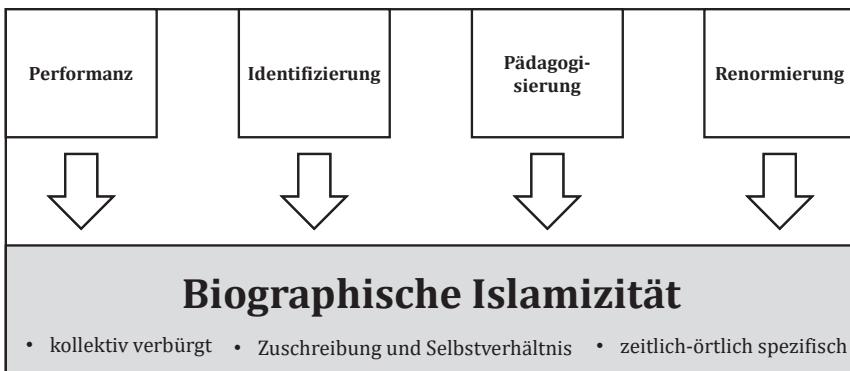 Performanz
Identifizierung
Pädagogi-
sierung
Renormierung
Biographische Islamizität
• kollektiv verbürgt • Zuschreibung und Selbstverhältnis • zeitlich-örtlich spezifisch